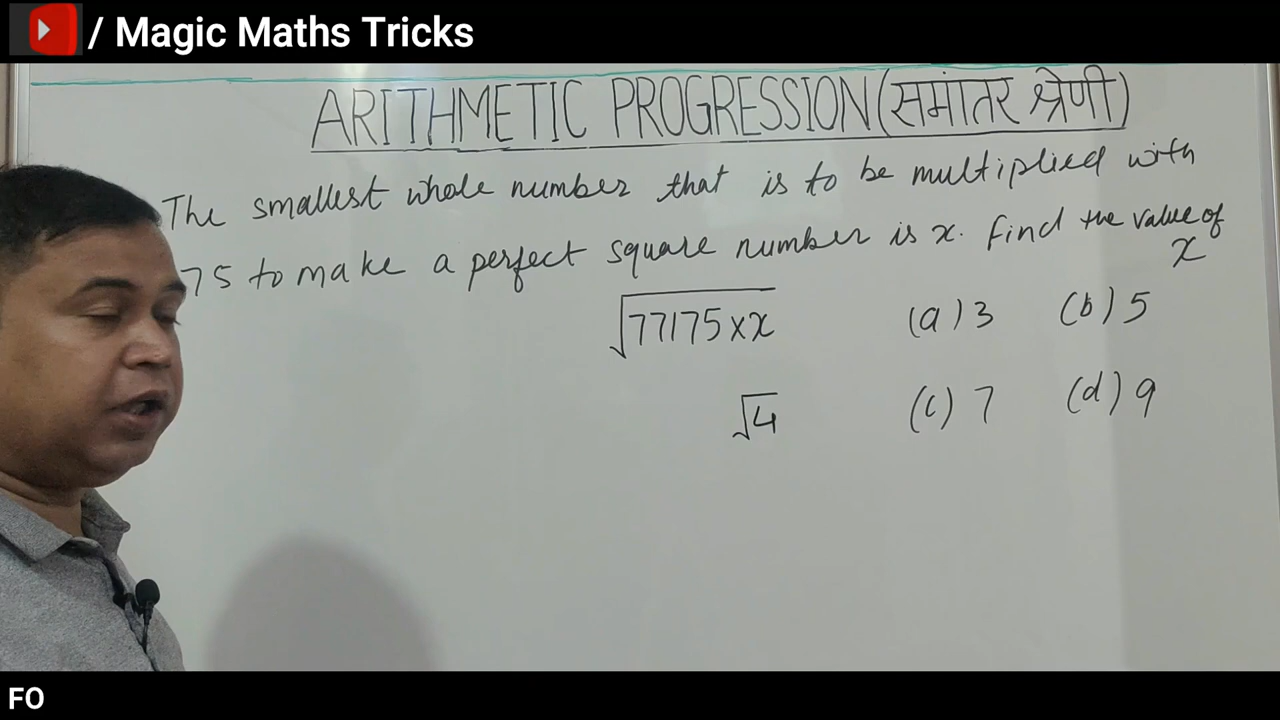 / Magic Maths Tricks
ARITHMETIC PROGRESSION (समांतर श्रेणी)
The smallest whole number that is to be multiplied with
75 to make a perfect square number is x. Find the value of
x
√77175 × x (a) 3 (b) 5
√4 (c) 7 (d) 9
FO